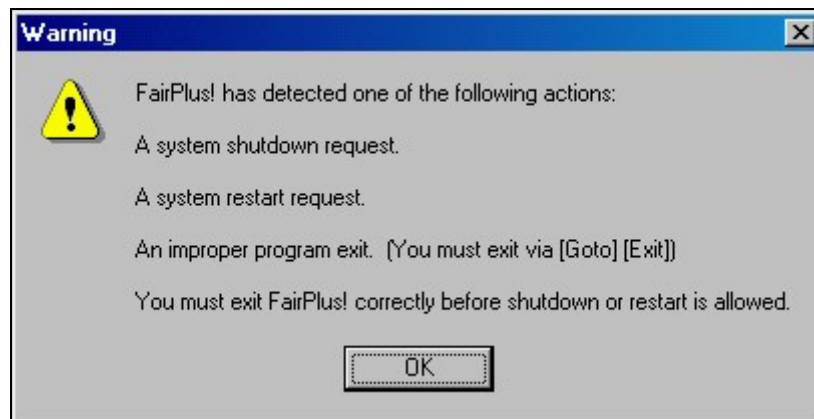 Warning
FairPlus! has detected one of the following actions:
A system shutdown request.
A system restart request.
An improper program exit.  (You must exit via [Goto] [Exit])
You must exit FairPlus! correctly before shutdown or restart is allowed.
OK